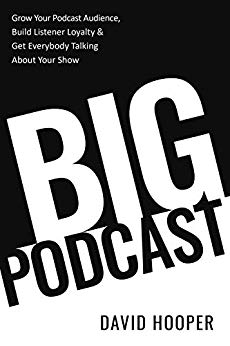 Grow Your Podcast Audience,
Build Listener Loyalty &
Get Everybody Talking
About Your Show
BIG
PODCAST
DAVID HOOPER